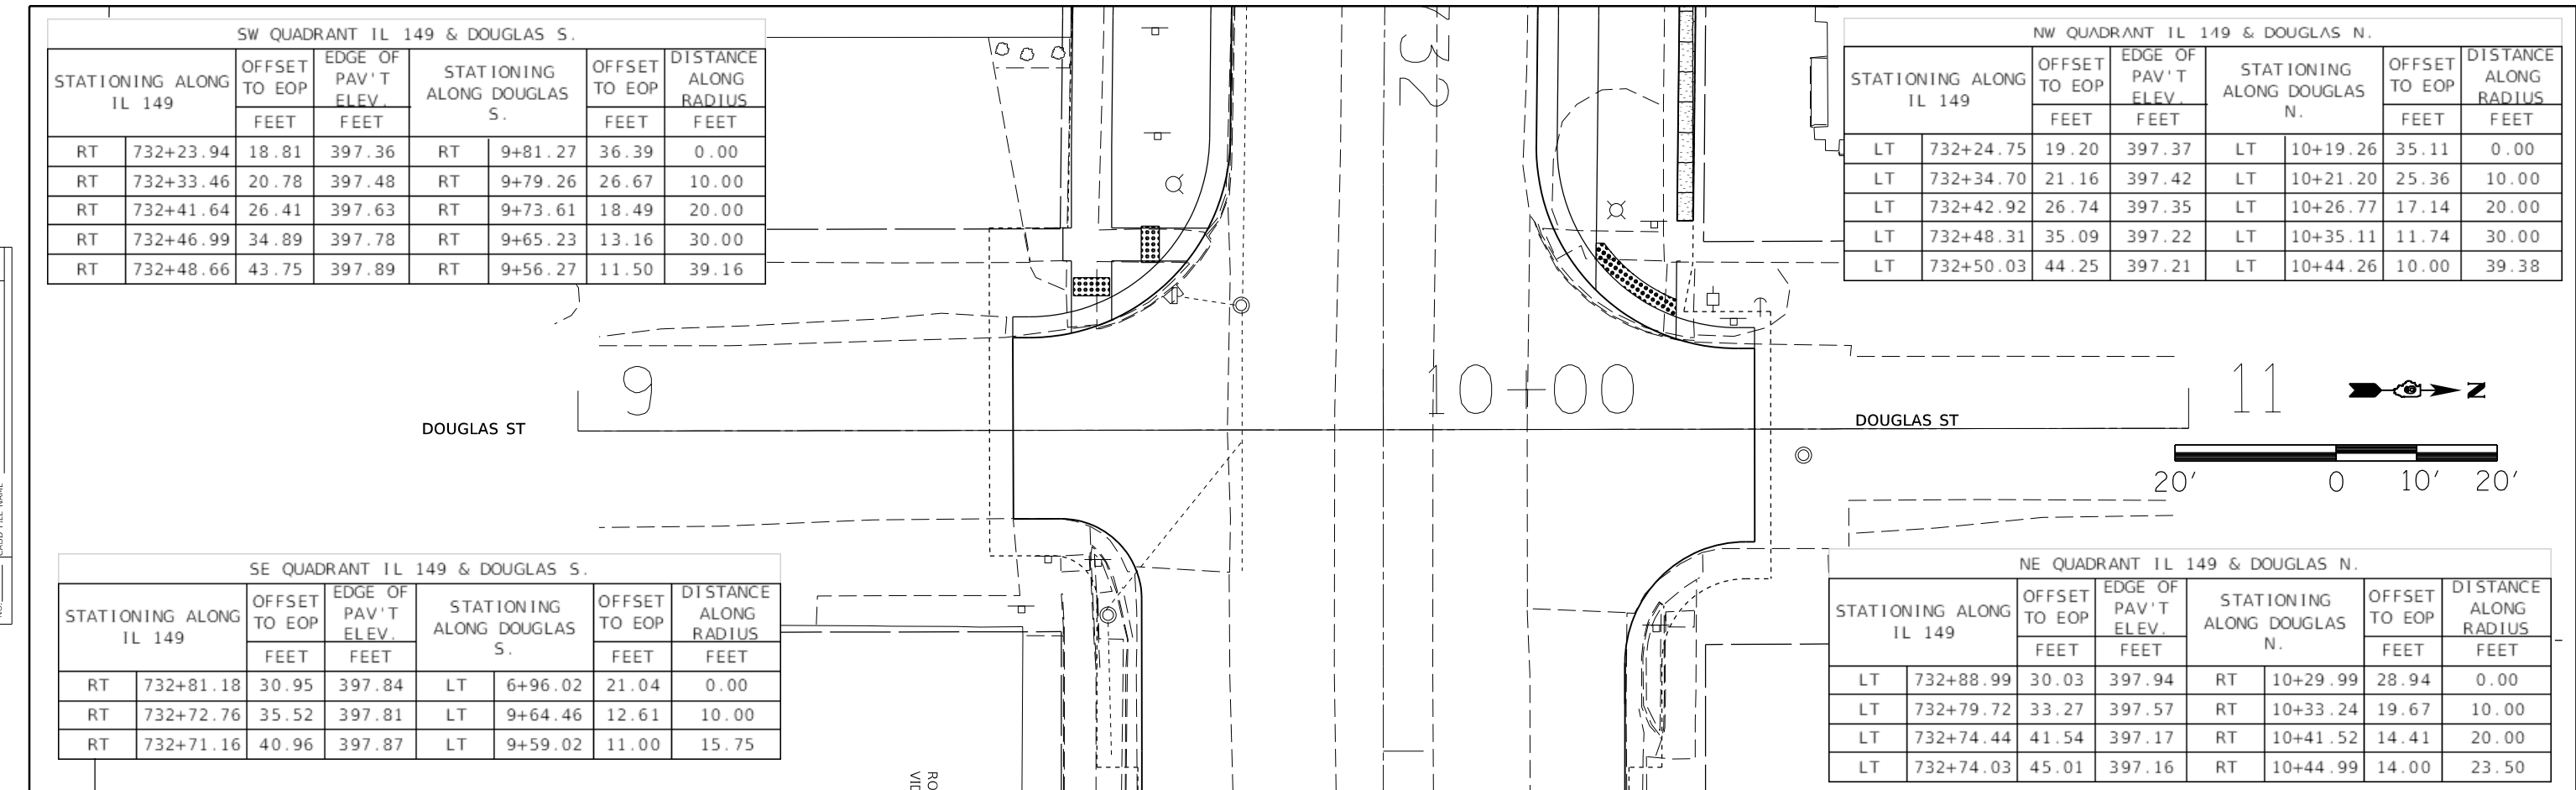 SW QUADRANT IL 149 & DOUGLAS S.
STATIONING ALONG IL 149 | OFFSET TO EOP | EDGE OF PAV'T ELEV. | STATIONING ALONG DOUGLAS S. | OFFSET TO EOP | DISTANCE ALONG RADIUS
FEET FEET FEET FEET
RT 732+23.94 18.81 397.36 RT 9+81.27 36.39 0.00
RT 732+33.46 20.78 397.48 RT 9+79.26 26.67 10.00
RT 732+41.64 26.41 397.63 RT 9+73.61 18.49 20.00
RT 732+46.99 34.89 397.78 RT 9+65.23 13.16 30.00
RT 732+48.66 43.75 397.89 RT 9+56.27 11.50 39.16
732
NW QUADRANT IL 149 & DOUGLAS N.
STATIONING ALONG IL 149 | OFFSET TO EOP | EDGE OF PAV'T ELEV. | STATIONING ALONG DOUGLAS N. | OFFSET TO EOP | DISTANCE ALONG RADIUS
FEET FEET FEET FEET
LT 732+24.75 19.20 397.37 LT 10+19.26 35.11 0.00
LT 732+34.70 21.16 397.42 LT 10+21.20 25.36 10.00
LT 732+42.92 26.74 397.35 LT 10+26.77 17.14 20.00
LT 732+48.31 35.09 397.22 LT 10+35.11 11.74 30.00
LT 732+50.03 44.25 397.21 LT 10+44.26 10.00 39.38
9
10+00
11
N
DOUGLAS ST
DOUGLAS ST
20' 0 10' 20'
SE QUADRANT IL 149 & DOUGLAS S.
STATIONING ALONG IL 149 | OFFSET TO EOP | EDGE OF PAV'T ELEV. | STATIONING ALONG DOUGLAS S. | OFFSET TO EOP | DISTANCE ALONG RADIUS
FEET FEET FEET FEET
RT 732+81.18 30.95 397.84 LT 6+96.02 21.04 0.00
RT 732+72.76 35.52 397.81 LT 9+64.46 12.61 10.00
RT 732+71.16 40.96 397.87 LT 9+59.02 11.00 15.75
NE QUADRANT IL 149 & DOUGLAS N.
STATIONING ALONG IL 149 | OFFSET TO EOP | EDGE OF PAV'T ELEV. | STATIONING ALONG DOUGLAS N. | OFFSET TO EOP | DISTANCE ALONG RADIUS
FEET FEET FEET FEET
LT 732+88.99 30.03 397.94 RT 10+29.99 28.94 0.00
LT 732+79.72 33.27 397.57 RT 10+33.24 19.67 10.00
LT 732+74.44 41.54 397.17 RT 10+41.52 14.41 20.00
LT 732+74.03 45.01 397.16 RT 10+44.99 14.00 23.50